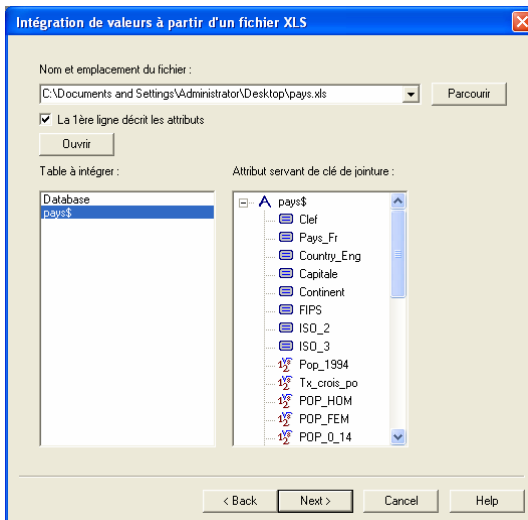 Intégration de valeurs à partir d'un fichier XLS
Nom et emplacement du fichier :
C:\Documents and Settings\Administrator\Desktop\pays.xls
Parcourir
La 1ère ligne décrit les attributs
Ouvrir
Table à intégrer :
Attribut servant de clé de jointure :
Database
pays$
pays$
Clef
Pays_Fr
Country_Eng
Capitale
Continent
FIPS
ISO_2
ISO_3
Pop_1994
Tx_crois_po
POP_HOM
POP_FEM
POP_0_14
< Back
Next >
Cancel
Help